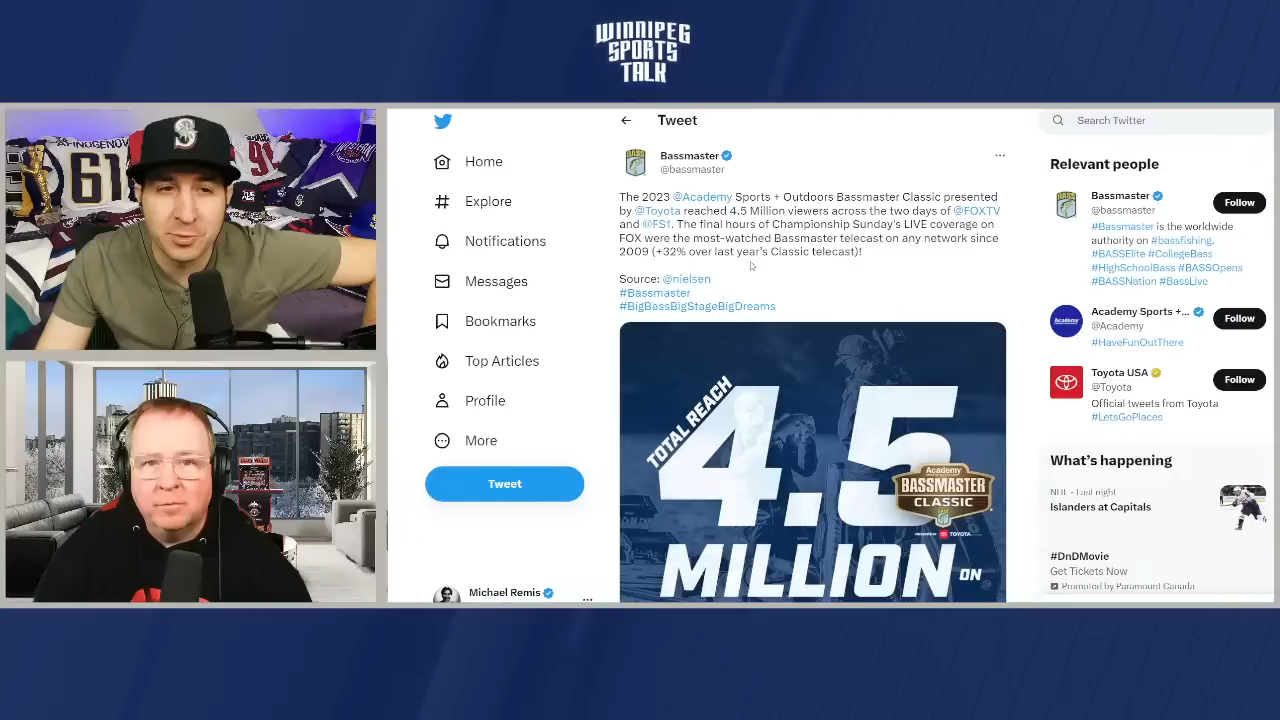 WINNIPEG
SPORTS
TALK
FINOGENOV
61
91
Home
Explore
Notifications
Messages
Bookmarks
Top Articles
Profile
More
Tweet
Michael Remis
Tweet
Bassmaster
@bassmaster
The 2023 @Academy Sports + Outdoors Bassmaster Classic presented
by @Toyota reached 4.5 Million viewers across the two days of @FOXTV
and @FS1. The final hours of Championship Sunday's LIVE coverage on
FOX were the most-watched Bassmaster telecast on any network since
2009 (+32% over last year's Classic telecast)!
Source: @nielsen
#Bassmaster
#BigBassBigStageBigDreams
TOTAL REACH
4.5
MILLION ON
Academy
BASSMASTER
CLASSIC
TOYOTA
Search Twitter
Relevant people
Bassmaster
@bassmaster
Follow
#Bassmaster is the worldwide
authority on #bassfishing.
#BASSElite #CollegeBass
#HighSchoolBass #BASSOpens
#BASSNation #BassLive
Academy Sports +...
@Academy
Follow
#HaveFunOutThere
Toyota USA
@Toyota
Follow
Official tweets from Toyota
#LetsGoPlaces
What's happening
NHL · Last night
Islanders at Capitals
#DnDMovie
Get Tickets Now
Promoted by Paramount Canada